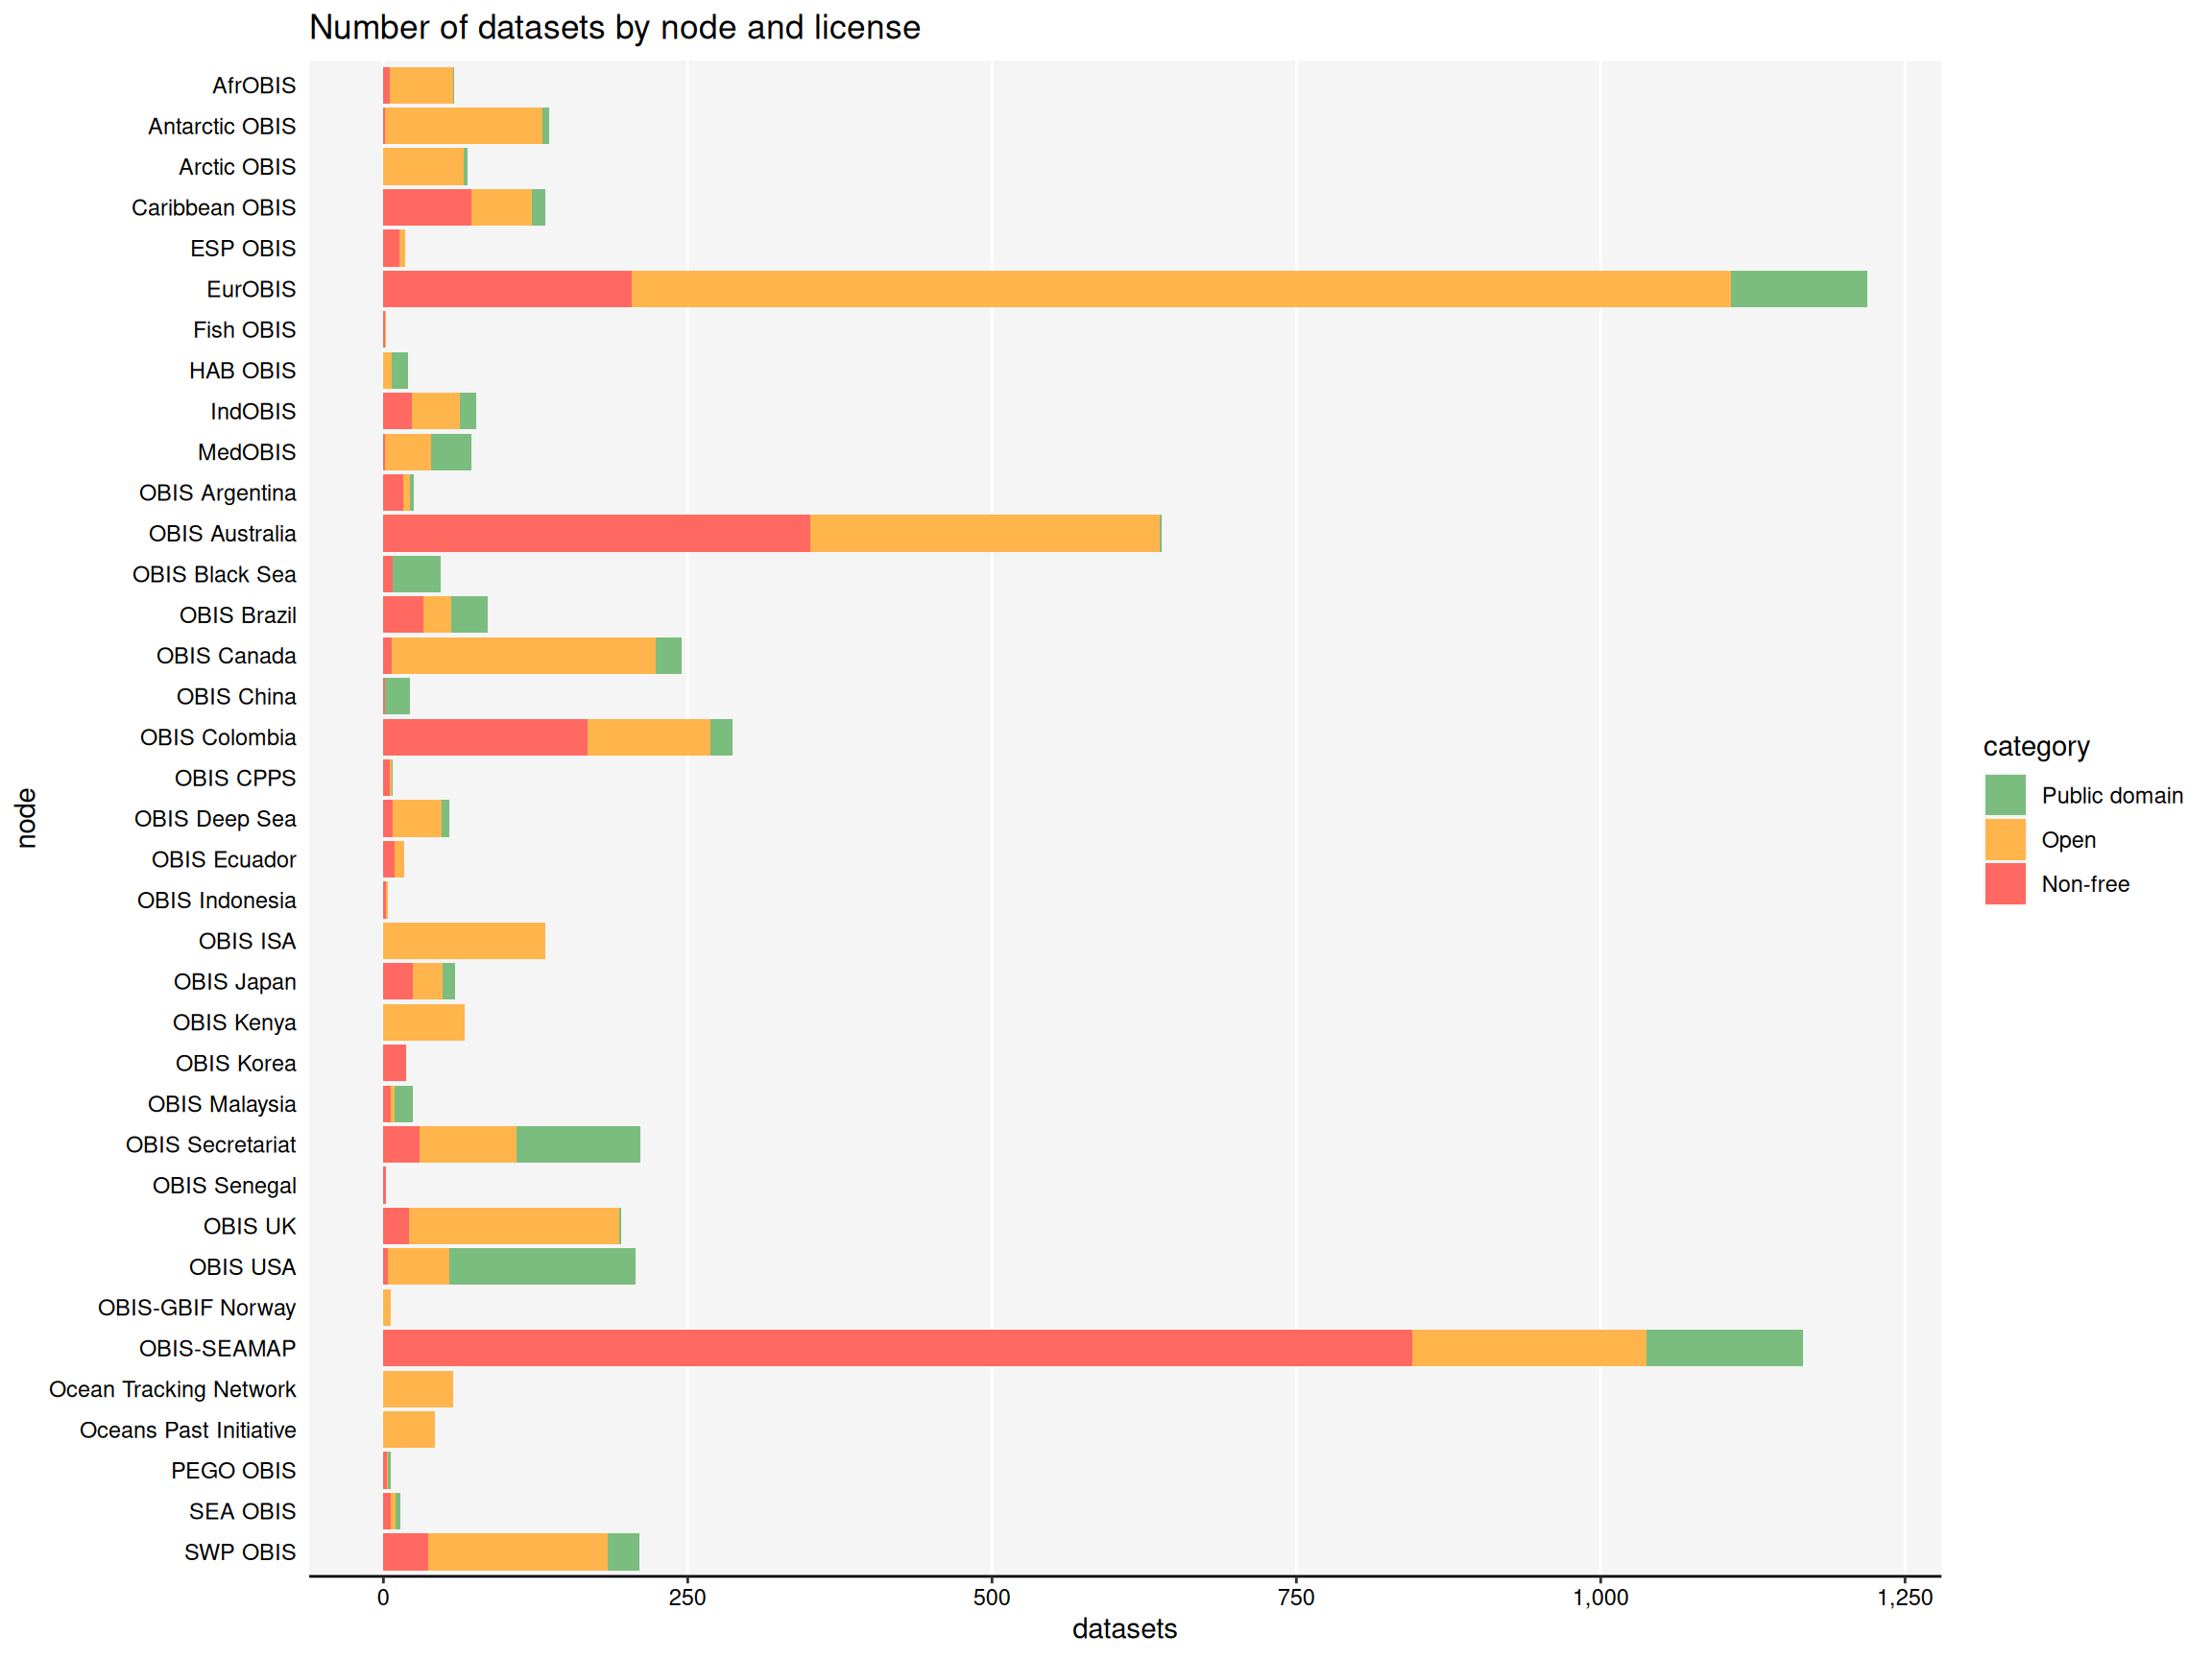 Number of datasets by node and license
AfrOBIS
Antarctic OBIS
Arctic OBIS
Caribbean OBIS
ESP OBIS
EurOBIS
Fish OBIS
HAB OBIS
IndOBIS
MedOBIS
OBIS Argentina
OBIS Australia
OBIS Black Sea
OBIS Brazil
OBIS Canada
OBIS China
OBIS Colombia
OBIS CPPS
OBIS Deep Sea
OBIS Ecuador
OBIS Indonesia
OBIS ISA
OBIS Japan
OBIS Kenya
OBIS Korea
OBIS Malaysia
OBIS Secretariat
OBIS Senegal
OBIS UK
OBIS USA
OBIS-GBIF Norway
OBIS-SEAMAP
Ocean Tracking Network
Oceans Past Initiative
PEGO OBIS
SEA OBIS
SWP OBIS
node
0 250 500 750 1,000 1,250
datasets
category
Public domain
Open
Non-free